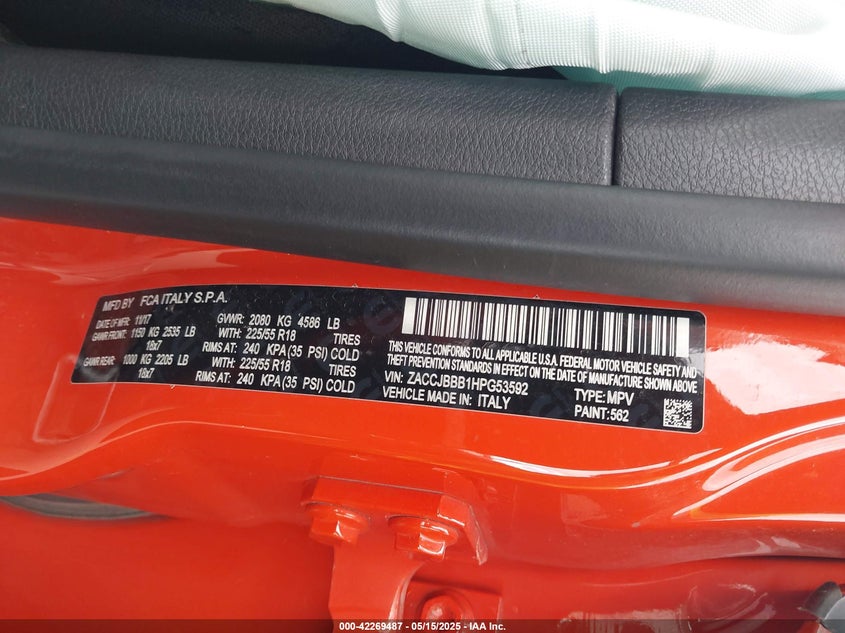 MFD BY FCA ITALY S.P.A.
DATE OF MFR: 11/17 GVWR: 2080 KG 4586 LB
GAWR FRONT: 1150 KG 2535 LB WITH: 225/55 R18 TIRES
18x7 RIMS AT: 240 KPA (35 PSI) COLD
GAWR REAR: 1000 KG 2205 LB WITH: 225/55 R18 TIRES
18x7 RIMS AT: 240 KPA (35 PSI) COLD
THIS VEHICLE CONFORMS TO ALL APPLICABLE U.S.A. FEDERAL MOTOR VEHICLE SAFETY AND
THEFT PREVENTION STANDARDS IN EFFECT ON THE DATE OF MANUFACTURE SHOWN ABOVE.
VIN: ZACCJBBB1HPG53592 TYPE: MPV
VEHICLE MADE IN: ITALY PAINT: 562
000-42269487 - 05/15/2025 - IAA Inc.